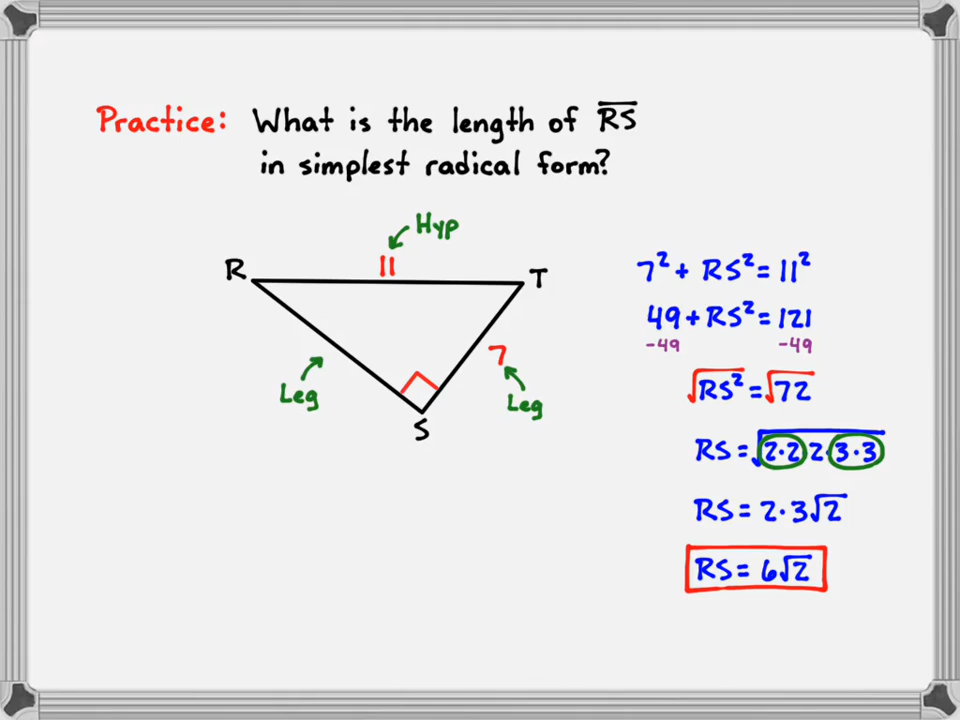 Practice: What is the length of R̅S̅
in simplest radical form?
Hyp
11
R
T
7
Leg
Leg
S
7² + RS² = 11²
49 + RS² = 121
-49 -49
√RS² = √72
RS = √2·2·2·3·3
RS = 2·3√2
RS = 6√2